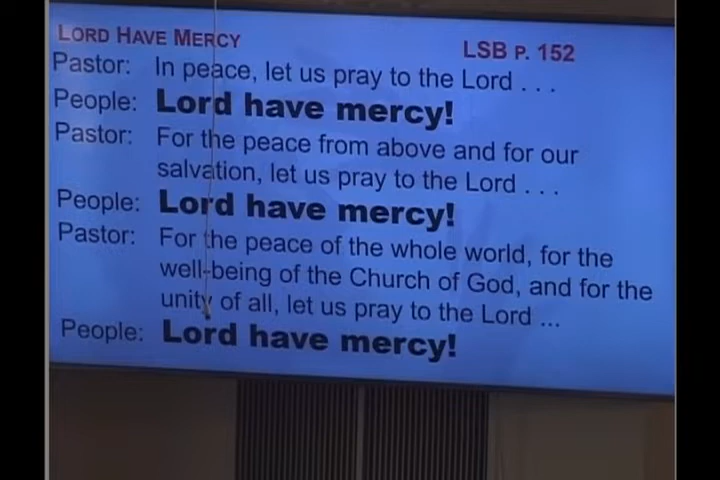 LORD HAVE MERCY LSB P. 152
Pastor: In peace, let us pray to the Lord . . .
People: Lord have mercy!
Pastor: For the peace from above and for our
salvation, let us pray to the Lord . . .
People: Lord have mercy!
Pastor: For the peace of the whole world, for the
well-being of the Church of God, and for the
unity of all, let us pray to the Lord ...
People: Lord have mercy!